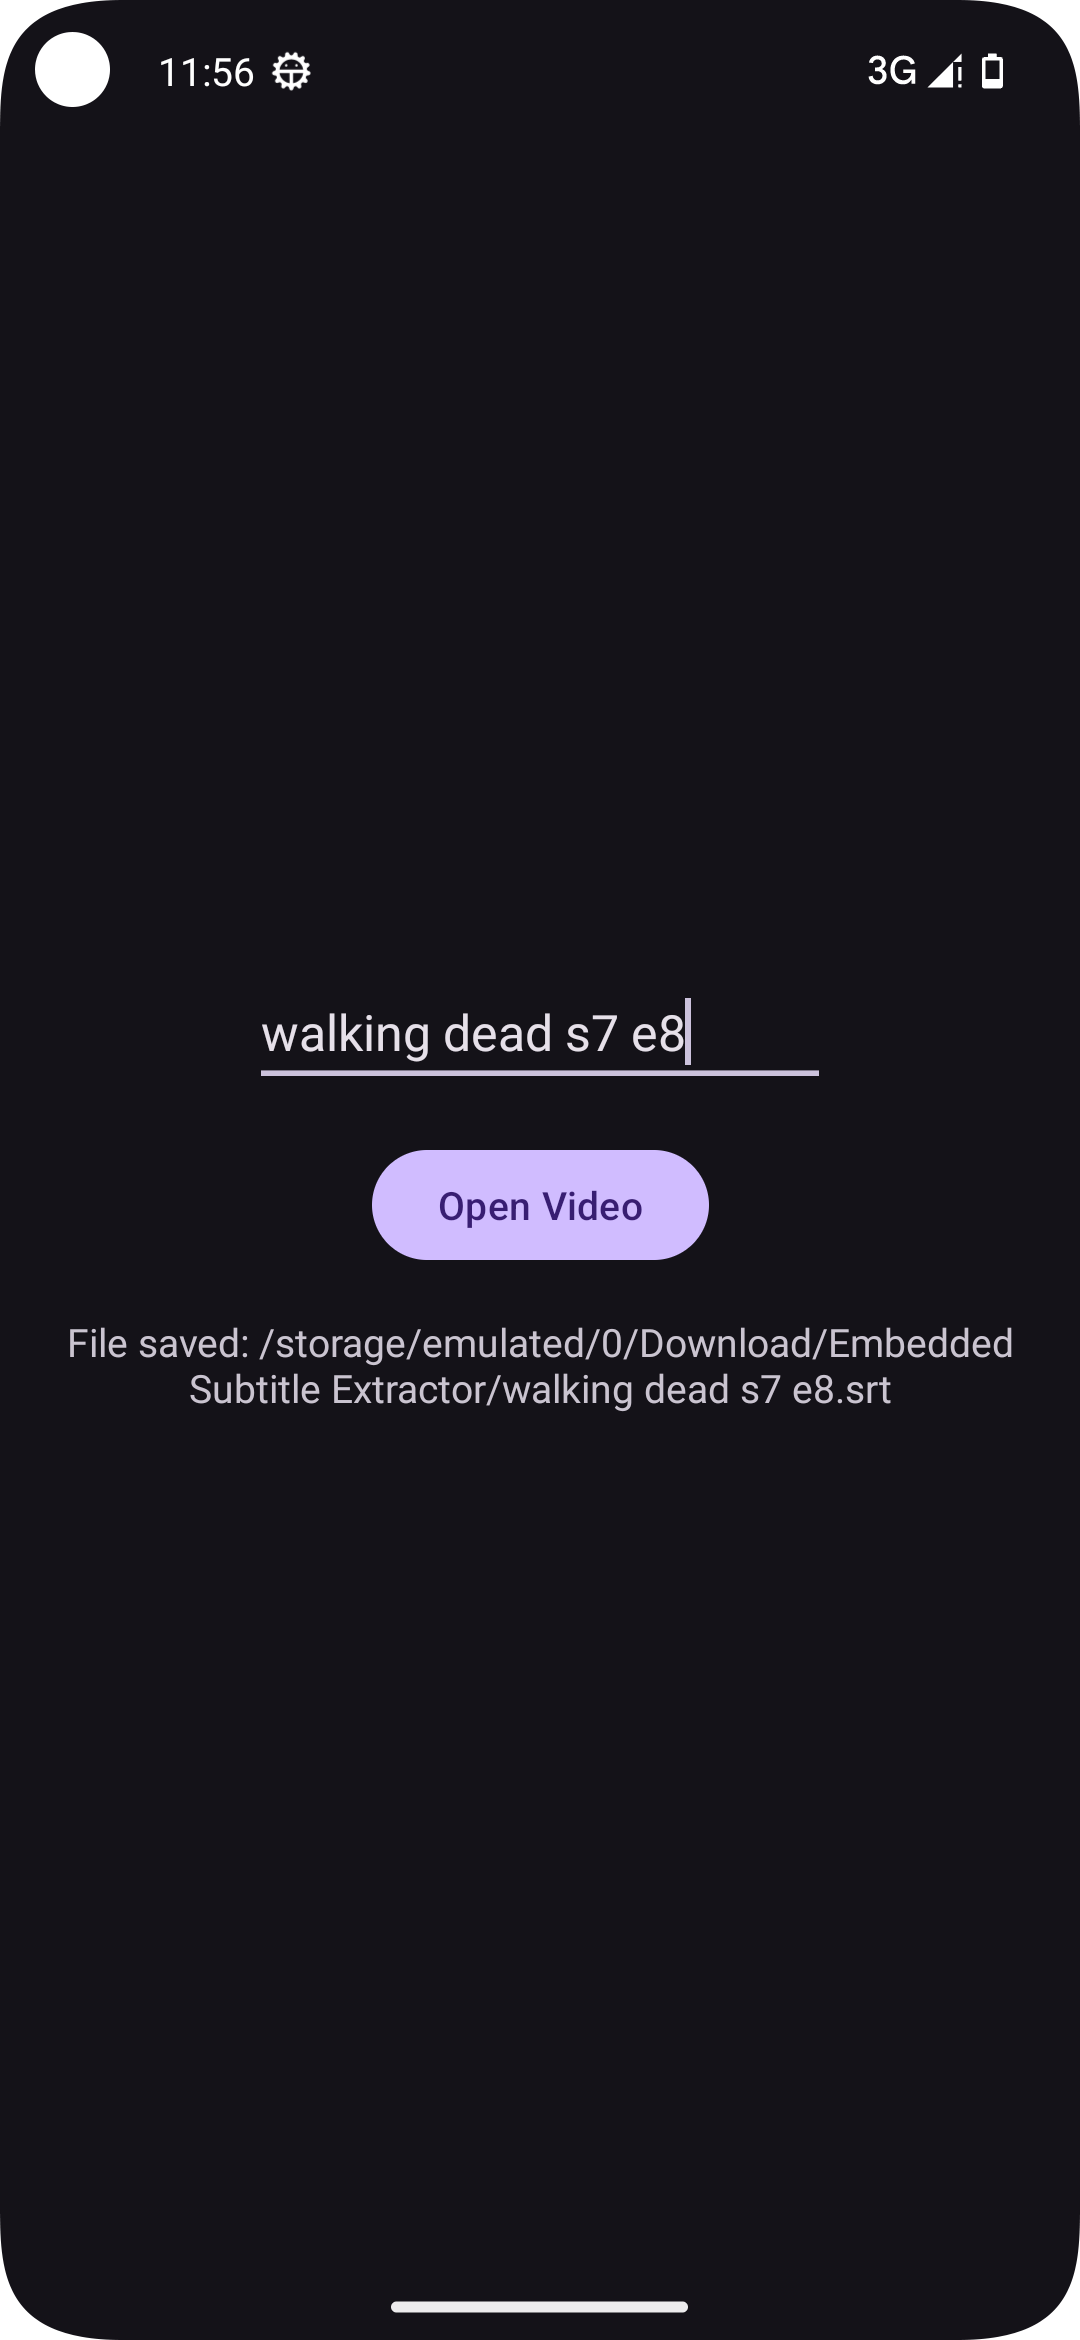 11:56
3G
walking dead s7 e8
Open Video
File saved: /storage/emulated/0/Download/Embedded
Subtitle Extractor/walking dead s7 e8.srt